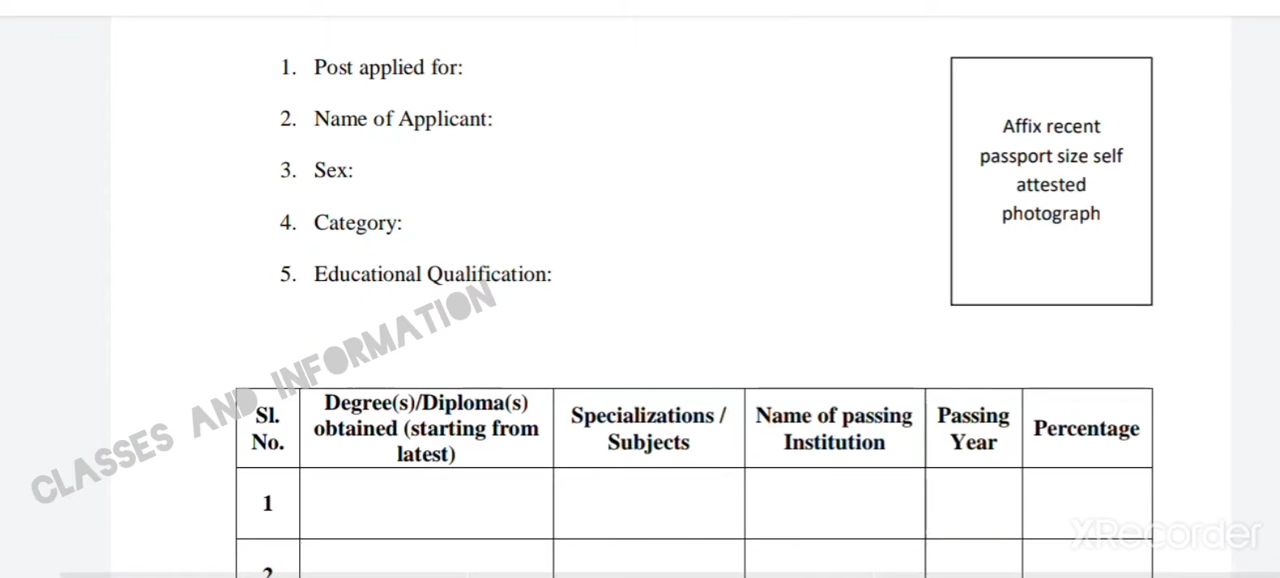 1. Post applied for:
2. Name of Applicant:
3. Sex:
4. Category:
5. Educational Qualification:
Affix recent
passport size self
attested
photograph
CLASSES AND INFORMATION
Sl.
No.
Degree(s)/Diploma(s)
obtained (starting from
latest)
Specializations /
Subjects
Name of passing
Institution
Passing
Year
Percentage
1
2
XRecorder